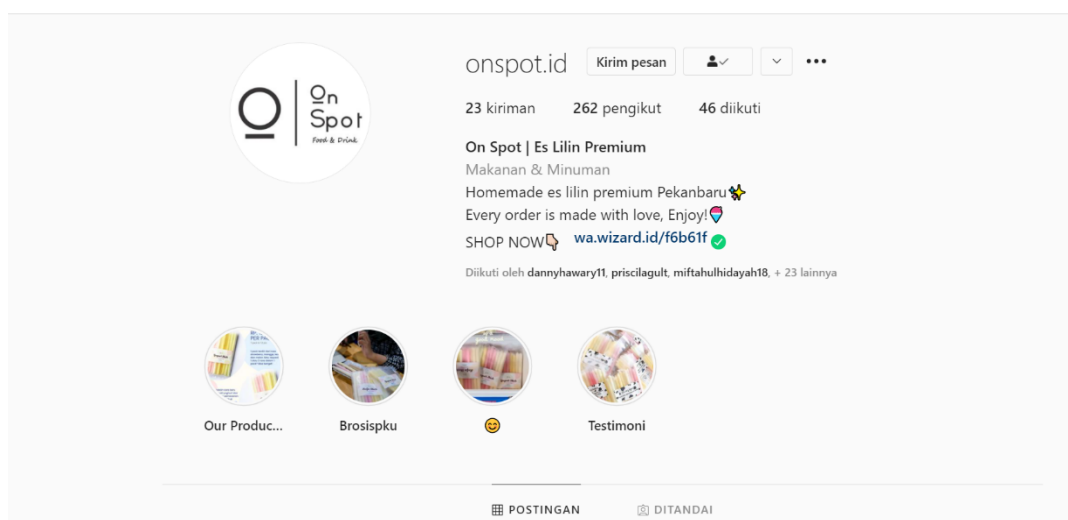 On
Spot
Food & Drink
onspot.id Kirim pesan
23 kiriman 262 pengikut 46 diikuti
On Spot | Es Lilin Premium
Makanan & Minuman
Homemade es lilin premium Pekanbaru✨
Every order is made with love, Enjoy!🍧
SHOP NOW👇🏻 wa.wizard.id/f6b61f
Diikuti oleh dannyhawary11, priscilagult, miftahulhidayah18, + 23 lainnya
Our Produc... Brosispku 😊 Testimoni
POSTINGAN DITANDAI